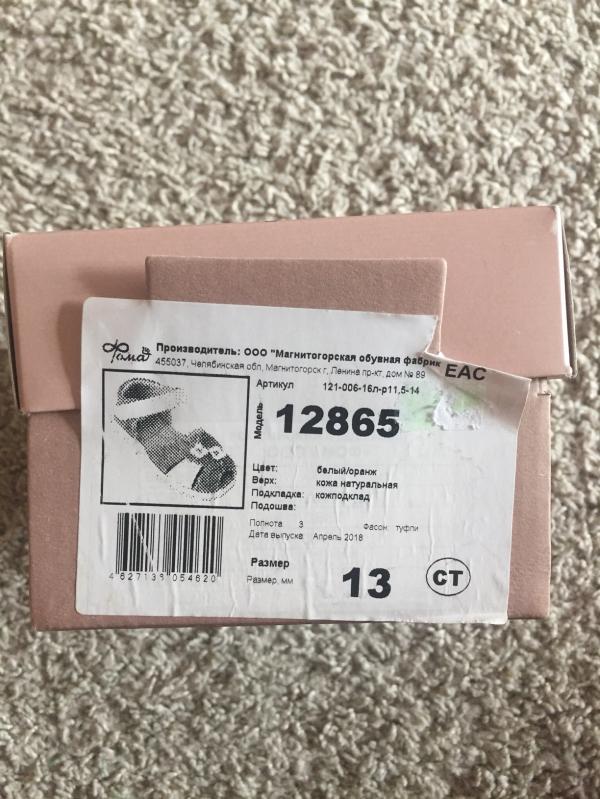 Фома
Производитель: ООО "Магнитогорская обувная фабрик
455037, Челябинская обл, Магнитогорск г, Ленина пр-кт, дом № 89
ЕАС
Артикул 121-006-16л-р11,5-14
Модель 12865
Цвет: белый/оранж
Верх: кожа натуральная
Подкладка: кожподклад
Подошва:
Полнота 3 Фасон: туфли
Дата выпуска: Апрель 2018
Размер
Размер, мм 13
СТ